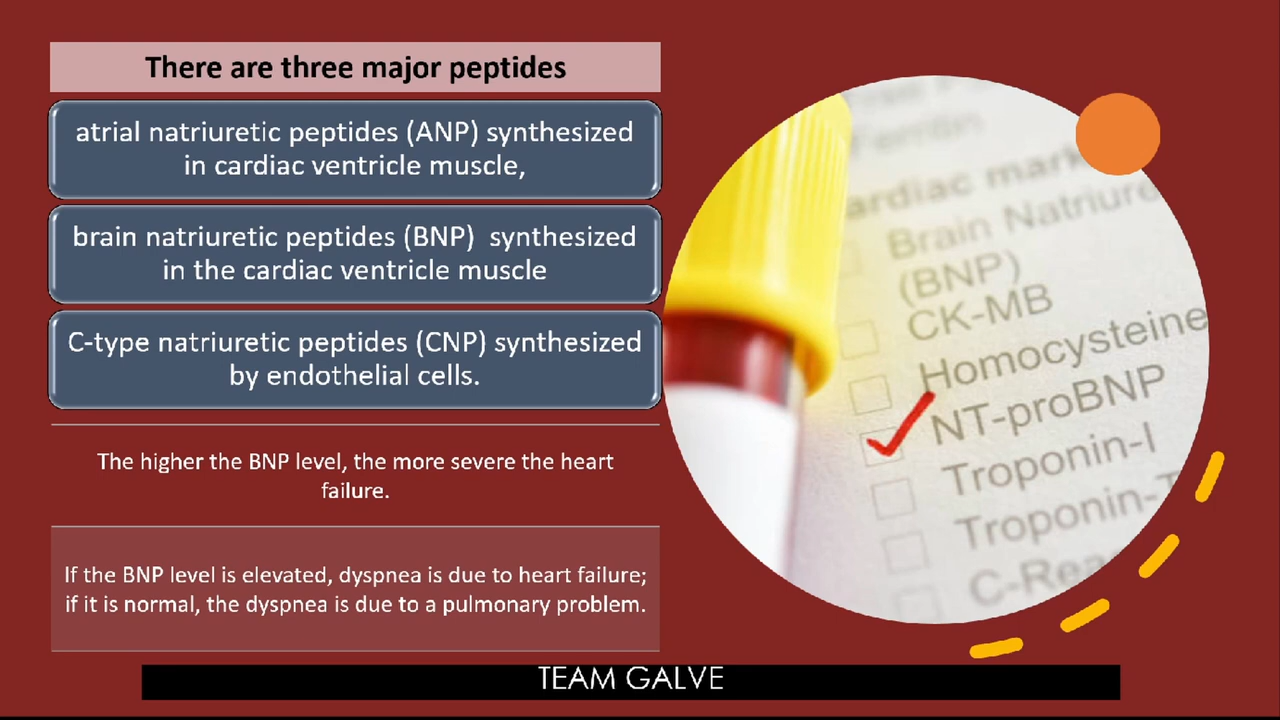 There are three major peptides
atrial natriuretic peptides (ANP) synthesized
in cardiac ventricle muscle,
brain natriuretic peptides (BNP) synthesized
in the cardiac ventricle muscle
C-type natriuretic peptides (CNP) synthesized
by endothelial cells.
The higher the BNP level, the more severe the heart
failure.
If the BNP level is elevated, dyspnea is due to heart failure;
if it is normal, the dyspnea is due to a pulmonary problem.
Ferritin
ardiac mark
Brain Natriure
(BNP)
CK-MB
Homocysteine
NT-proBNP
Troponin-I
Troponin-T
C-Rea
TEAM GALVE